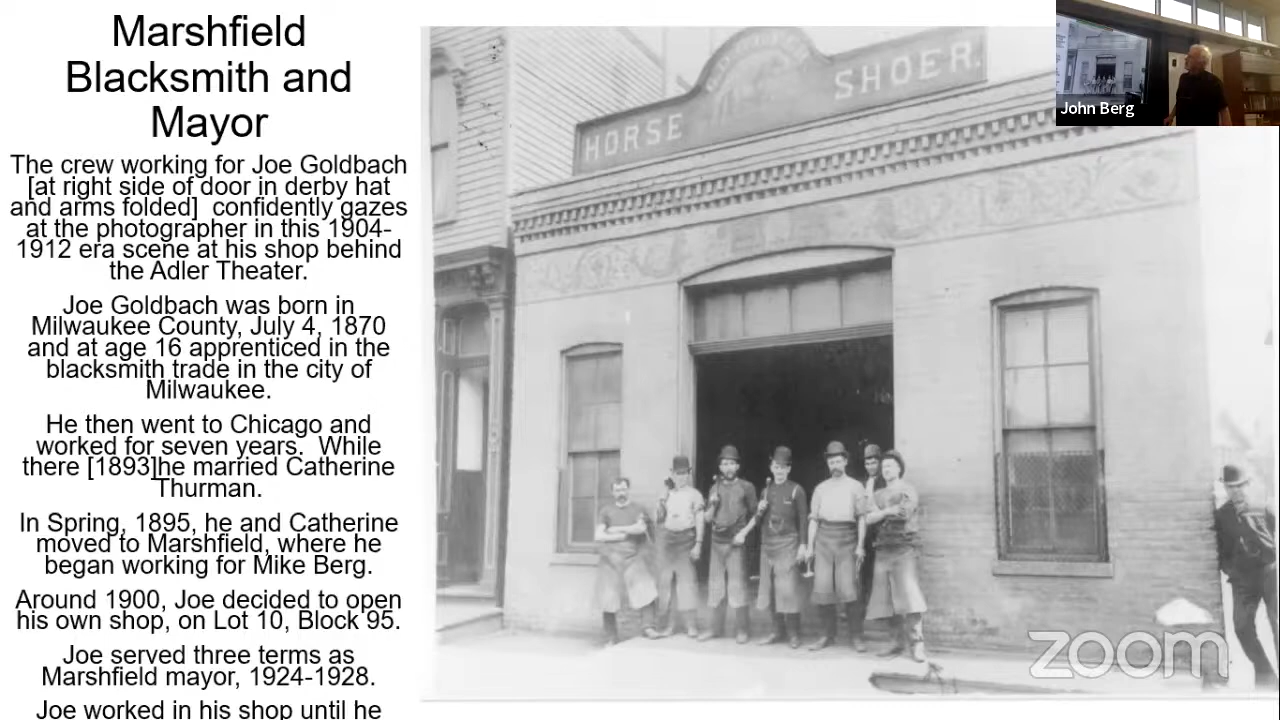 Marshfield
Blacksmith and
Mayor
The crew working for Joe Goldbach
[at right side of door in derby hat
and arms folded]  confidently gazes
at the photographer in this 1904-
1912 era scene at his shop behind
the Adler Theater.
Joe Goldbach was born in
Milwaukee County, July 4, 1870
and at age 16 apprenticed in the
blacksmith trade in the city of
Milwaukee.
He then went to Chicago and
worked for seven years.  While
there [1893]he married Catherine
Thurman.
In Spring, 1895, he and Catherine
moved to Marshfield, where he
began working for Mike Berg.
Around 1900, Joe decided to open
his own shop, on Lot 10, Block 95.
Joe served three terms as
Marshfield mayor, 1924-1928.
Joe worked in his shop until he
HORSE SHOER.
John Berg
zoom